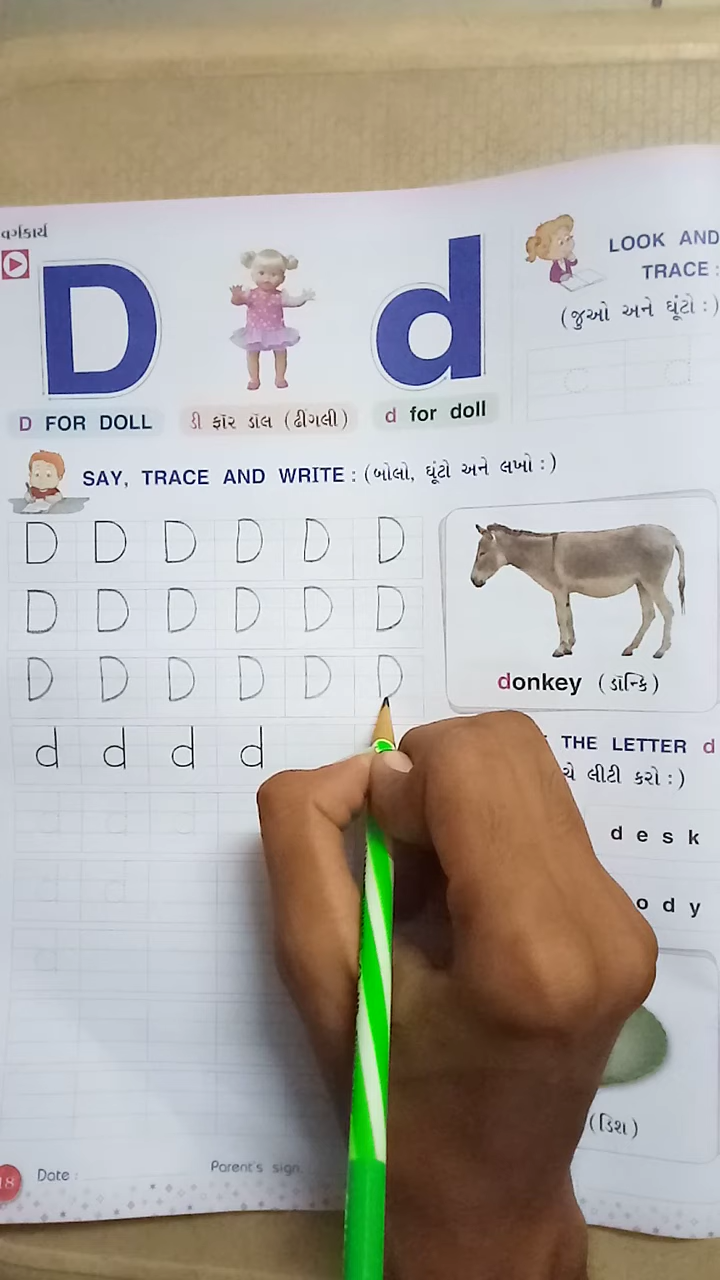 વર્ગકાર્ય
D d
D FOR DOLL
ડી ફૉર ડૉલ (ઢીંગલી)
d for doll
LOOK AND
TRACE :
(જુઓ અને ઘૂંટો :)
c d
SAY, TRACE AND WRITE : (બોલો, ઘૂંટો અને લખો :)
D D D D D D
D D D D D D
D D D D D D
d d d d
d d d
d d
d
donkey (ડૉન્કિ)
THE LETTER d
લીટી કરો :)
d e s k
o d y
(ડિશ)
18
Date :
Parent's sign